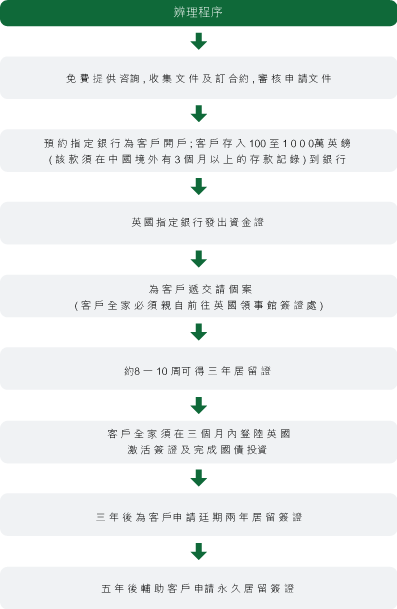 辨理程序
免費提供咨詢,收集文件及訂合約,審核申請文件
預約指定銀行為客戶開戶;客戶存入100至1000萬英鎊
(該款須在中國境外有3個月以上的存款記錄)到銀行
英國指定銀行發出資金證
為客戶遞交請個案
(客戶全家必須親自前往英國領事館簽證處)
約8一10周可得三年居留證
客戶全家須在三個月內登陸英國
激活簽證及完成國債投資
三年後為客戶申請廷期兩年居留簽證
五年後輔助客戶申請永久居留簽證